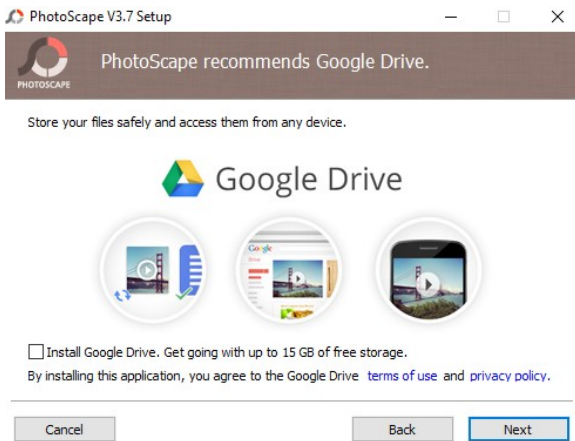 PhotoScape V3.7 Setup
PHOTOSCAPE
PhotoScape recommends Google Drive.
Store your files safely and access them from any device.
Google Drive
Google
Drive
Install Google Drive. Get going with up to 15 GB of free storage.
By installing this application, you agree to the Google Drive terms of use and privacy policy.
Cancel
Back
Next